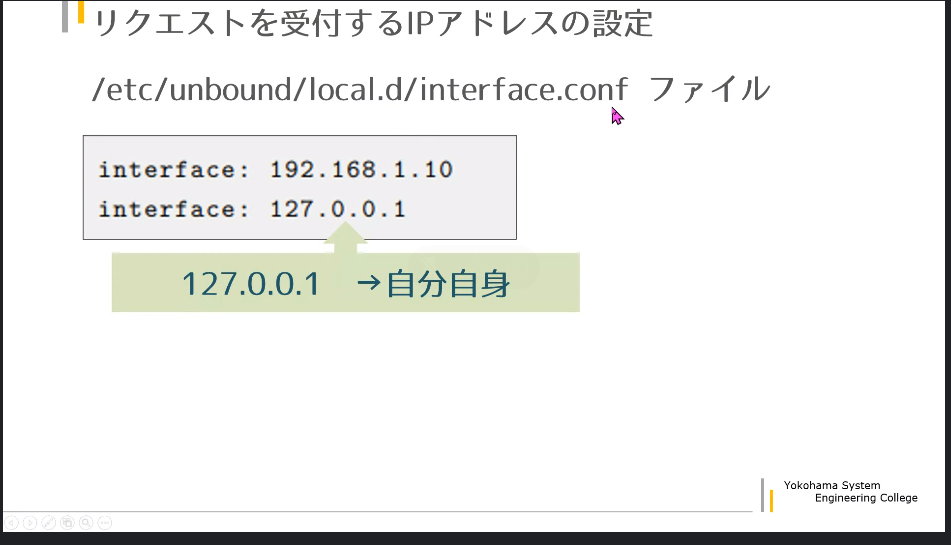 リクエストを受付するIPアドレスの設定
/etc/unbound/local.d/interface.conf ファイル
interface: 192.168.1.10
interface: 127.0.0.1
127.0.0.1 →自分自身
Yokohama System
Engineering College